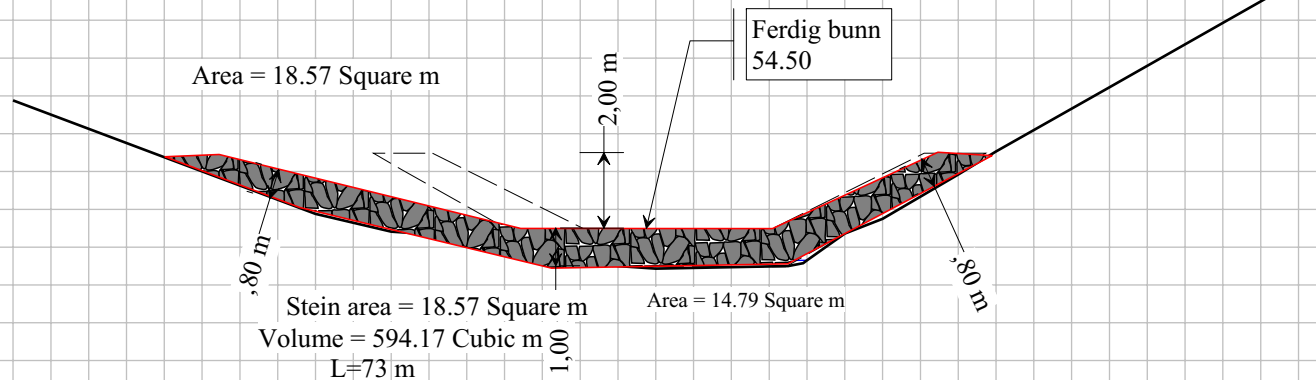 Ferdig bunn
54.50
Area = 18.57 Square m
2,00 m
,80 m
,80 m
Stein area = 18.57 Square m
Area = 14.79 Square m
Volume = 594.17 Cubic m
1,00
L=73 m